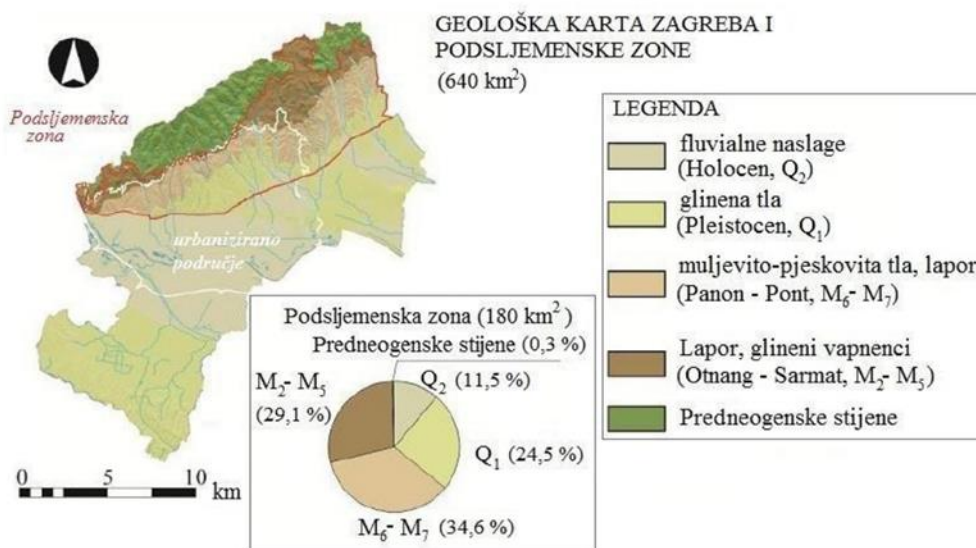 GEOLOŠKA KARTA ZAGREBA I
PODSLJEMENSKE ZONE
(640 km²)
Podsljemenska
zona
urbanizirano
područje
LEGENDA
fluvialne naslage
(Holocen, Q₂)
glinena tla
(Pleistocen, Q₁)
muljevito-pjeskovita tla, lapor
(Panon - Pont, M₆- M₇)
Lapor, glineni vapnenci
(Otnang - Sarmat, M₂- M₅)
Predneogenske stijene
Podsljemenska zona (180 km²)
Predneogenske stijene (0,3 %)
M₂- M₅
(29,1 %)
Q₂ (11,5 %)
Q₁ (24,5 %)
M₆- M₇ (34,6 %)
0 5 10
km